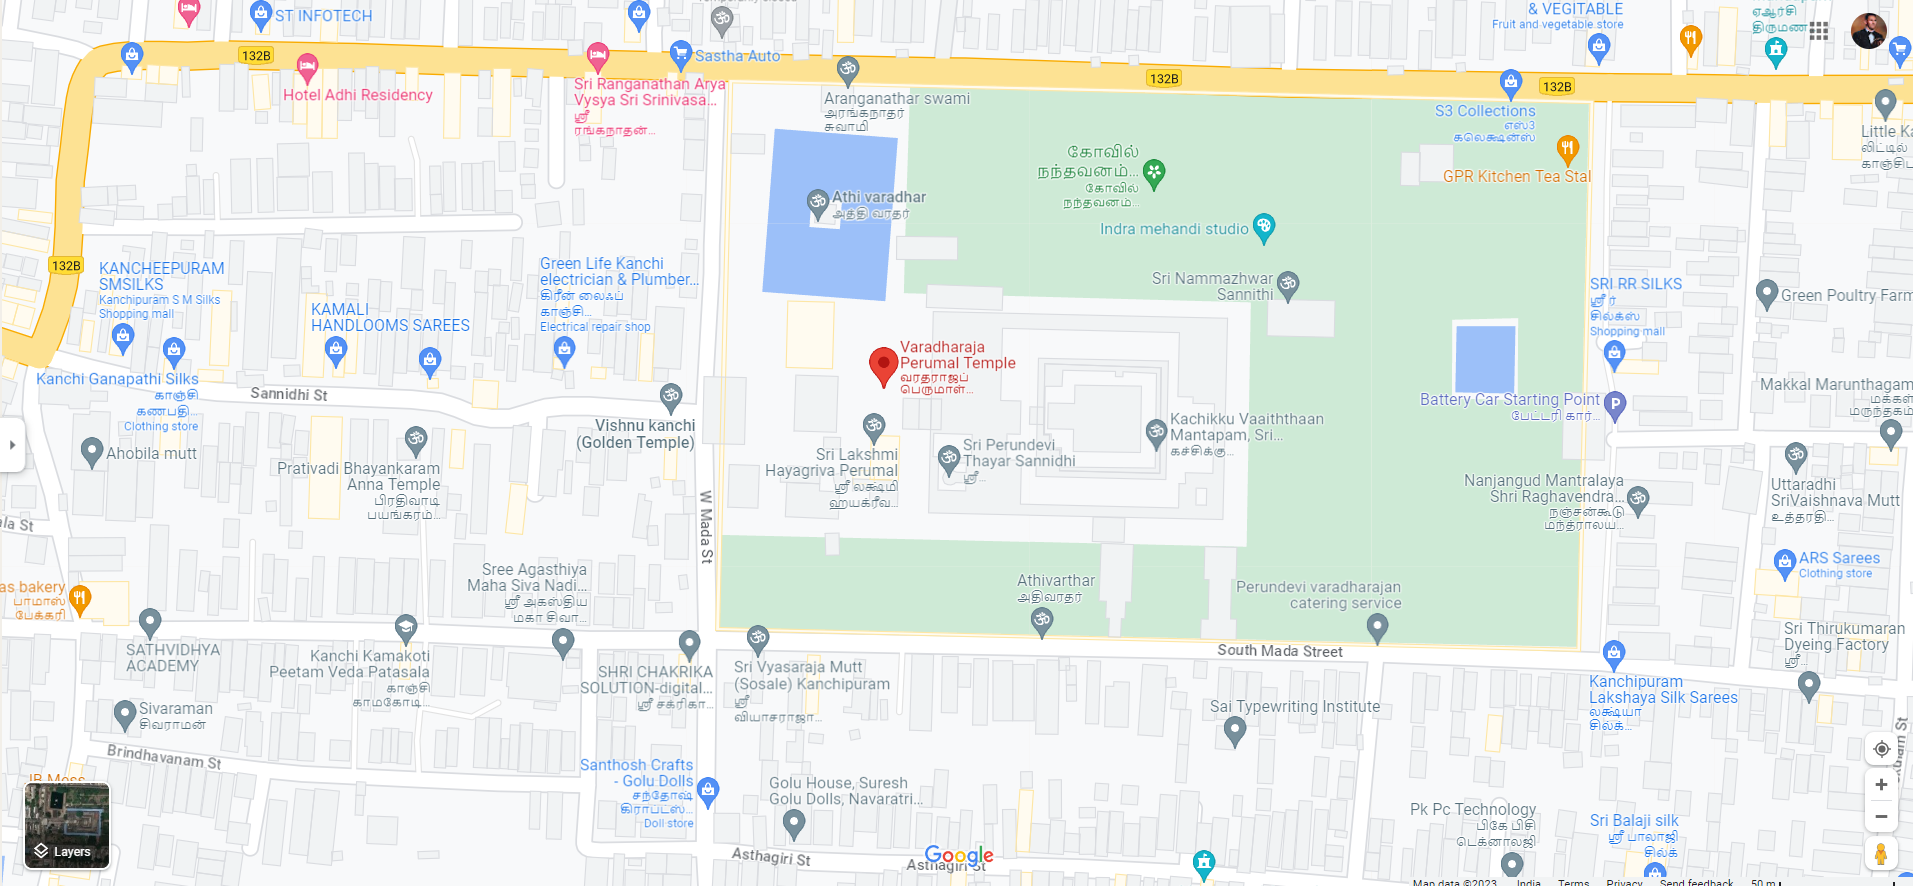 ST INFOTECH
& VEGITABLE
Fruit and vegetable store
ஏஆர்சி
திருமண
132B
Sastha Auto
132B
132B
Hotel Adhi Residency
Sri Ranganathan Arya
Vysya Sri Srinivasa...
ஸ்ரீ
ரங்கநாதன்...
Aranganathar swami
அரங்கநாதர்
சுவாமி
S3 Collections
எஸ்3
கலெக்ஷன்ஸ்
Little Ka
லிட்டில்
காஞ்சிட
கோவில்
நந்தவனம்...
கோவில்
நந்தவனம்...
GPR Kitchen Tea Stal
Athi varadhar
அத்தி வரதர்
Indra mehandi studio
132B
KANCHEEPURAM
SMSILKS
Kanchipuram S M Silks
Shopping mall
Green Life Kanchi
electrician & Plumber...
கிரீன் லைஃப்
காஞ்சி...
Electrical repair shop
Sri Nammazhwar
Sannithi
SRI RR SILKS
ஸ்ரீ ர்
சில்க்ஸ்
Shopping mall
Green Poultry Farm
KAMALI
HANDLOOMS SAREES
Varadharaja
Perumal Temple
வரதராஜப்
பெருமாள்...
Kanchi Ganapathi Silks
காஞ்சி
கணபதி...
Clothing store
Sannidhi St
Battery Car Starting Point
பேட்டரி கார்...
Makkal Marunthagam
மக்கள்
மருந்தகம்
Vishnu kanchi
(Golden Temple)
Kachikku Vaaiththaan
Mantapam, Sri...
கச்சிக்கு...
Ahobila mutt
Prativadi Bhayankaram
Anna Temple
பிரதிவாடி
பயங்கரம்...
Sri Lakshmi
Hayagriva Perumal
ஸ்ரீ லக்ஷ்மி
ஹயக்ரீவ...
Sri Perundevi
Thayar Sannidhi
ஸ்ரீ...
Nanjangud Mantralaya
Shri Raghavendra...
நஞ்சன்கூடு
மந்த்ராலய...
Uttaradhi
SriVaishnava Mutt
உத்தரதி...
ala St
W Mada St
Sree Agasthiya
Maha Siva Nadi...
ஸ்ரீ அகஸ்திய
மகா சிவா...
ARS Sarees
Clothing store
as bakery
பாமாஸ்
பேக்கரி
Athivarthar
அதிவரதர்
Perundevi varadharajan
catering service
SATHVIDHYA
ACADEMY
Kanchi Kamakoti
Peetam Veda Patasala
காஞ்சி
காமகோடி...
SHRI CHAKRIKA
SOLUTION-digital...
ஸ்ரீ சக்ரிகா...
Sri Vyasaraja Mutt
(Sosale) Kanchipuram
ஸ்ரீ
வியாசராஜா...
South Mada Street
Sri Thirukumaran
Dyeing Factory
ஸ்ரீ...
Kanchipuram
Lakshaya Silk Sarees
லக்ஷ்யா
சில்க்...
Sivaraman
சிவராமன்
Sai Typewriting Institute
Brindhavanam St
Santhosh Crafts
- Golu Dolls
சந்தோஷ்
கிராப்ட்ஸ்...
Doll store
Golu House, Suresh
Golu Dolls, Navaratri...
Pk Pc Technology
பிகே பிசி
டெக்னாலஜி
Sri Balaji silk
ஸ்ரீ பாலாஜி
சில்க்
Layers
Asthagiri St
Google
Asthagiri St
Map data ©2023 India Terms Privacy Send feedback 50 m